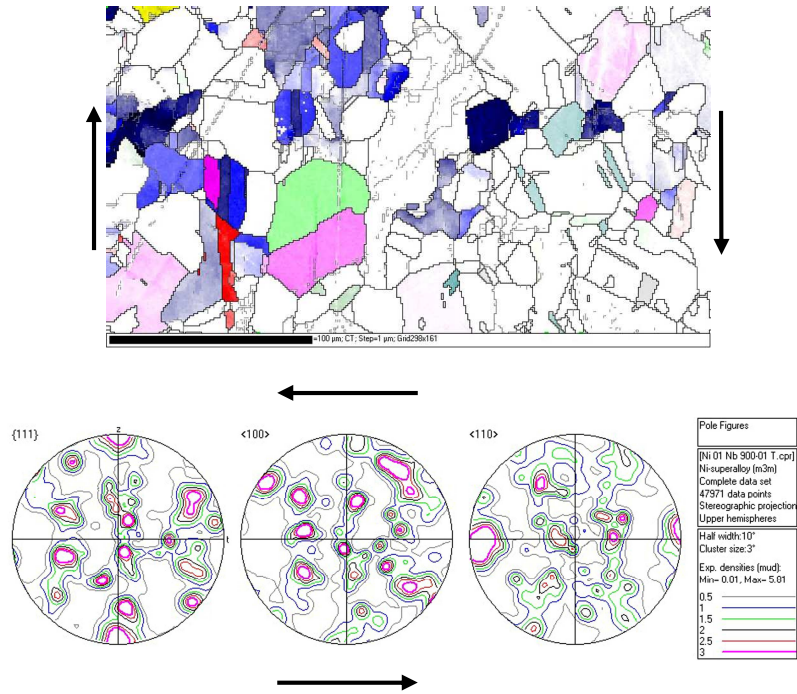 =100 µm; CT; Step=1 µm; Grid298x161
{111}
z
t
<100>
<110>
Pole Figures
[Ni 01 Nb 900-01 T.cpr]
Ni-superalloy (m3m)
Complete data set
47971 data points
Stereographic projection
Upper hemispheres
Half width:10°
Cluster size:3°
Exp. densities (mud):
Min= 0.01, Max= 5.01
0.5
1
1.5
2
2.5
3